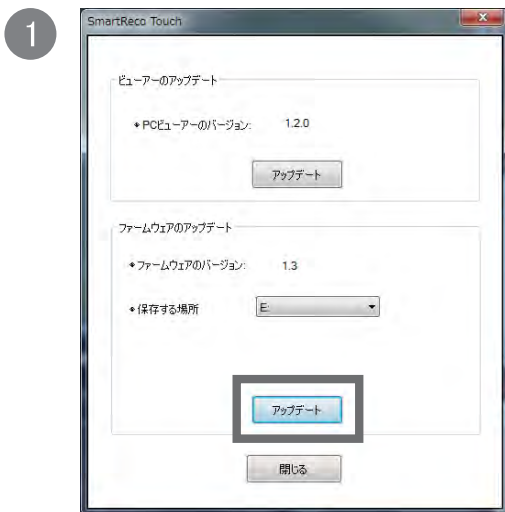 1
SmartReco Touch
ビューアーのアップデート
◆PCビューアーのバージョン: 1.2.0
アップデート
ファームウェアのアップデート
◆ファームウェアのバージョン: 1.3
◆保存する場所 E:
アップデート
閉じる